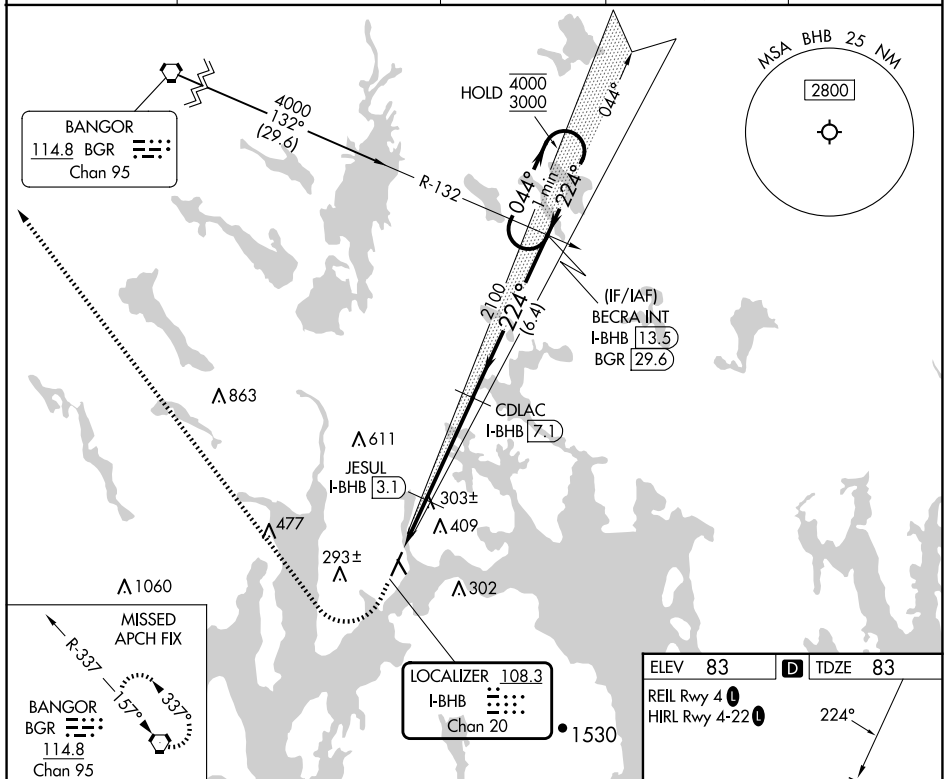 MSA BHB 25 NM
2800
HOLD
4000
3000
044°
4000
132°
(29.6)
BANGOR
114.8 BGR
Chan 95
R-132
044°
1 min
224°
2100
224°
(6.4)
(IF/IAF)
BECRA INT
I-BHB 13.5
BGR 29.6
863
CDLAC
I-BHB 7.1
611
JESUL
I-BHB 3.1
303±
409
477
293±
302
1060
MISSED
APCH FIX
R-337
157°
337°
BANGOR
BGR
114.8
Chan 95
LOCALIZER 108.3
I-BHB
Chan 20
1530
ELEV 83 D TDZE 83
REIL Rwy 4 L
HIRL Rwy 4-22 L
224°